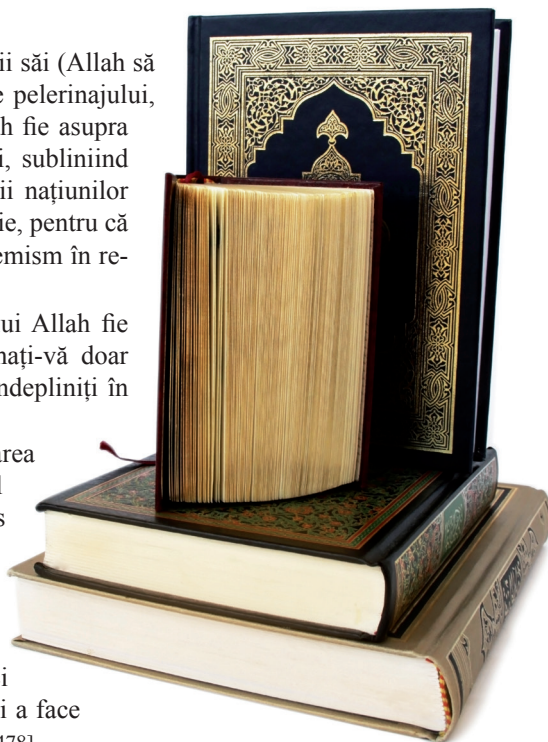 ii săi (Allah să
e pelerinajului,
h fie asupra
i, subliniind
ii națiunilor
ie, pentru că
emism în re-
ui Allah fie
nați-vă doar
ndepliniți în
area
l
s
i
i a face
478]